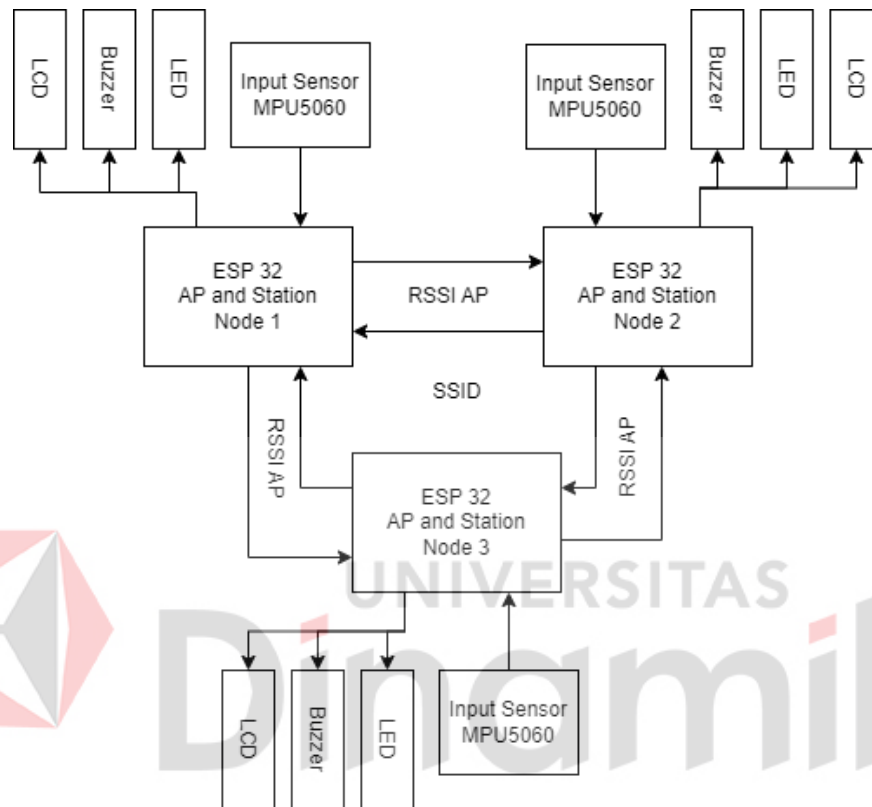 LCD
Buzzer
LED
Input Sensor
MPU5060
Input Sensor
MPU5060
Buzzer
LED
LCD
ESP 32
AP and Station
Node 1
RSSI AP
ESP 32
AP and Station
Node 2
SSID
RSSI AP
RSSI AP
ESP 32
AP and Station
Node 3
UNIVERSITAS
Dinamik
LCD
Buzzer
LED
Input Sensor
MPU5060